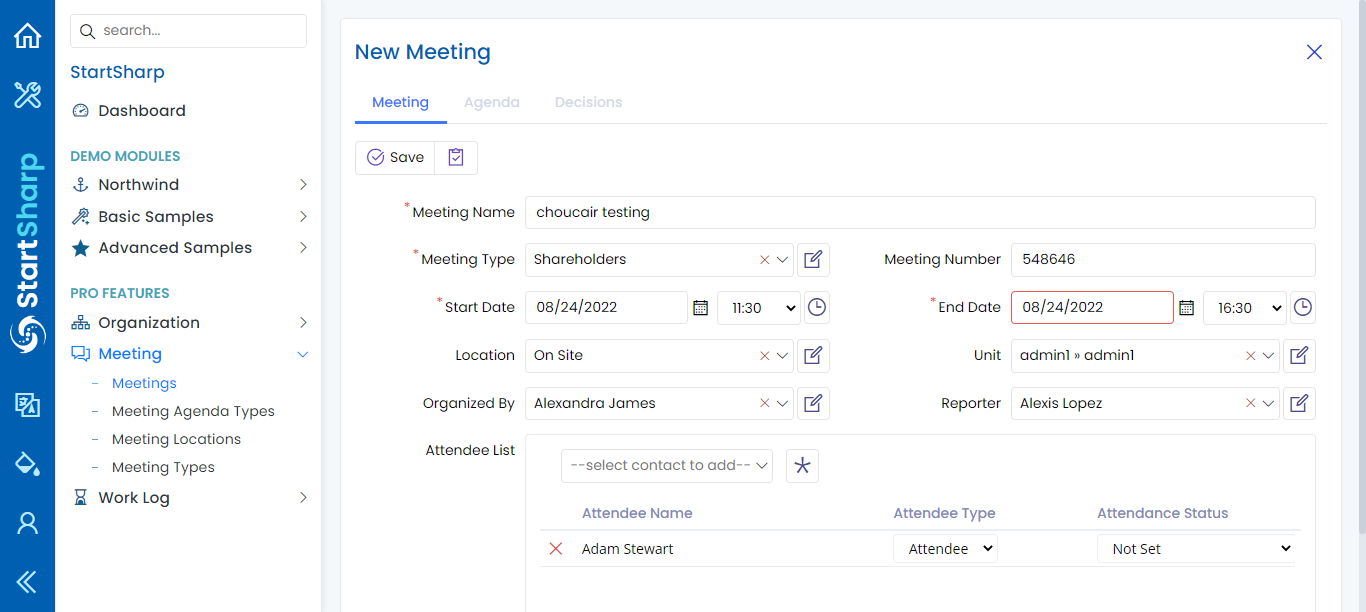 search...
StartSharp
Dashboard
DEMO MODULES
Northwind
Basic Samples
Advanced Samples
PRO FEATURES
Organization
Meeting
Meetings
Meeting Agenda Types
Meeting Locations
Meeting Types
Work Log
StartSharp
New Meeting
Meeting Agenda Decisions
Save
*Meeting Name choucair testing
*Meeting Type Shareholders Meeting Number 548646
*Start Date 08/24/2022 11:30 *End Date 08/24/2022 16:30
Location On Site Unit admin1 » admin1
Organized By Alexandra James Reporter Alexis Lopez
Attendee List --select contact to add--
Attendee Name Attendee Type Attendance Status
Adam Stewart Attendee Not Set